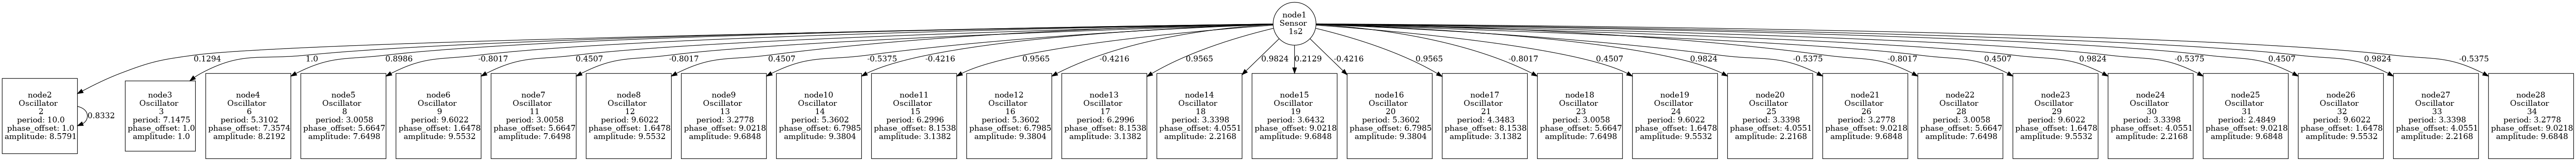 node1
Sensor
1s2
0.1294
1.0
0.8986
-0.8017
0.4507
-0.8017
0.4507
-0.5375
-0.4216
0.9565
-0.4216
0.9565
0.9824
0.2129
-0.4216
0.9565
-0.8017
0.4507
0.9824
-0.5375
-0.8017
0.4507
0.9824
-0.5375
0.4507
0.9824
-0.5375
node2
Oscillator
2
period: 10.0
phase_offset: 1.0
amplitude: 8.5791
0.8332
node3
Oscillator
3
period: 7.1475
phase_offset: 1.0
amplitude: 1.0
node4
Oscillator
6
period: 5.3102
phase_offset: 7.3574
amplitude: 8.2192
node5
Oscillator
8
period: 3.0058
phase_offset: 5.6647
amplitude: 7.6498
node6
Oscillator
9
period: 9.6022
phase_offset: 1.6478
amplitude: 9.5532
node7
Oscillator
11
period: 3.0058
phase_offset: 5.6647
amplitude: 7.6498
node8
Oscillator
12
period: 9.6022
phase_offset: 1.6478
amplitude: 9.5532
node9
Oscillator
13
period: 3.2778
phase_offset: 9.0218
amplitude: 9.6848
node10
Oscillator
14
period: 5.3602
phase_offset: 6.7985
amplitude: 9.3804
node11
Oscillator
15
period: 6.2996
phase_offset: 8.1538
amplitude: 3.1382
node12
Oscillator
16
period: 5.3602
phase_offset: 6.7985
amplitude: 9.3804
node13
Oscillator
17
period: 6.2996
phase_offset: 8.1538
amplitude: 3.1382
node14
Oscillator
18
period: 3.3398
phase_offset: 4.0551
amplitude: 2.2168
node15
Oscillator
19
period: 3.6432
phase_offset: 9.0218
amplitude: 9.6848
node16
Oscillator
20
period: 5.3602
phase_offset: 6.7985
amplitude: 9.3804
node17
Oscillator
21
period: 4.3483
phase_offset: 8.1538
amplitude: 3.1382
node18
Oscillator
23
period: 3.0058
phase_offset: 5.6647
amplitude: 7.6498
node19
Oscillator
24
period: 9.6022
phase_offset: 1.6478
amplitude: 9.5532
node20
Oscillator
25
period: 3.3398
phase_offset: 4.0551
amplitude: 2.2168
node21
Oscillator
26
period: 3.2778
phase_offset: 9.0218
amplitude: 9.6848
node22
Oscillator
28
period: 3.0058
phase_offset: 5.6647
amplitude: 7.6498
node23
Oscillator
29
period: 9.6022
phase_offset: 1.6478
amplitude: 9.5532
node24
Oscillator
30
period: 3.3398
phase_offset: 4.0551
amplitude: 2.2168
node25
Oscillator
31
period: 2.4849
phase_offset: 9.0218
amplitude: 9.6848
node26
Oscillator
32
period: 9.6022
phase_offset: 1.6478
amplitude: 9.5532
node27
Oscillator
33
period: 3.3398
phase_offset: 4.0551
amplitude: 2.2168
node28
Oscillator
34
period: 3.2778
phase_offset: 9.0218
amplitude: 9.6848